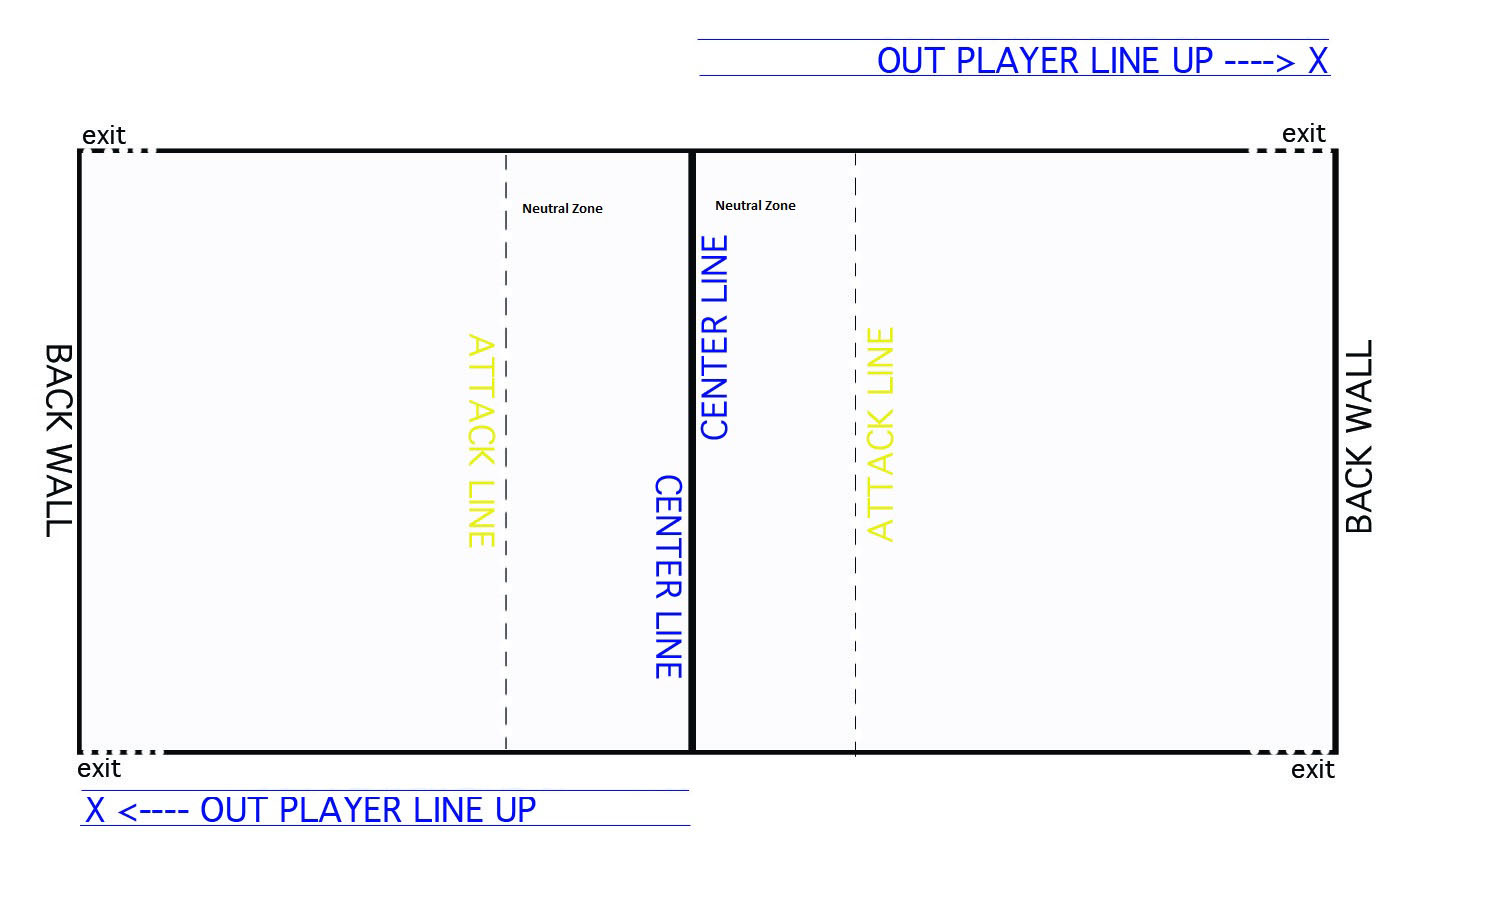 OUT PLAYER LINE UP ----> X
exit
exit
Neutral Zone
Neutral Zone
BACK WALL
ATTACK LINE
CENTER LINE
CENTER LINE
ATTACK LINE
BACK WALL
exit
exit
X <---- OUT PLAYER LINE UP